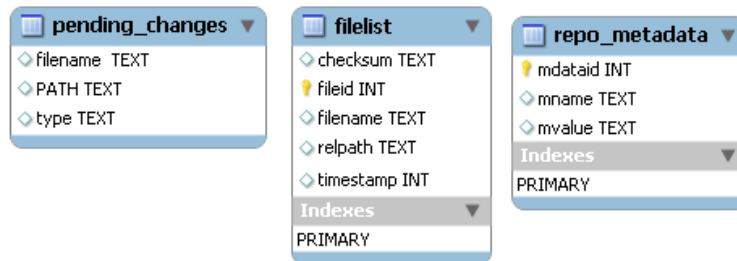 pending_changes
filename TEXT
PATH TEXT
type TEXT
filelist
checksum TEXT
fileid INT
filename TEXT
relpath TEXT
timestamp INT
Indexes
PRIMARY
repo_metadata
mdataid INT
mname TEXT
mvalue TEXT
Indexes
PRIMARY